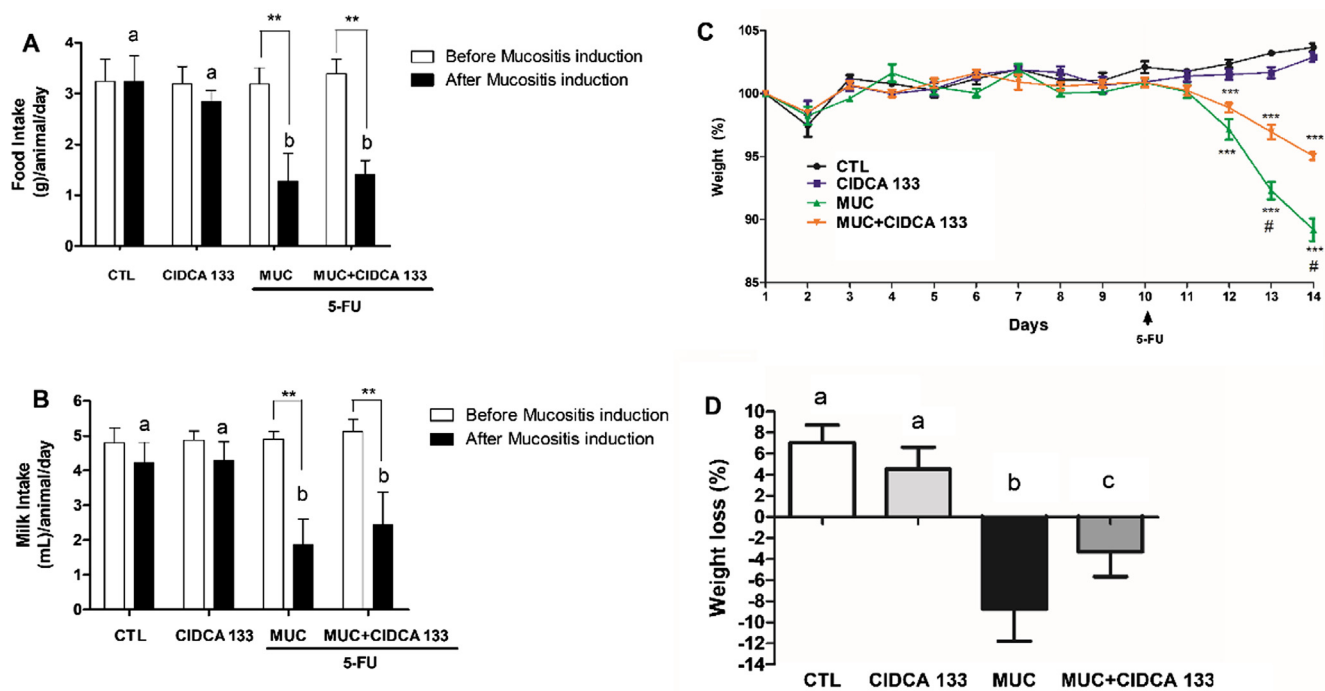 A
Food Intake
(g)/animal/day
4
3
2
1
0
a
a
**
b
**
b
Before Mucositis induction
After Mucositis induction
CTL
CIDCA 133
MUC
MUC+CIDCA 133
5-FU
B
Milk Intake
(mL)/animal/day
6
5
4
3
2
1
0
a
a
**
b
**
b
Before Mucositis induction
After Mucositis induction
CTL
CIDCA 133
MUC
MUC+CIDCA 133
5-FU
C
Weight (%)
105
100
95
90
85
CTL
CIDCA 133
MUC
MUC+CIDCA 133
***
***
***
***
***
#
***
#
1 2 3 4 5 6 7 8 9 10 11 12 13 14
Days
5-FU
D
Weight loss (%)
10
8
6
4
2
0
-2
-4
-6
-8
-10
-12
-14
a
a
b
c
CTL
CIDCA 133
MUC
MUC+CIDCA 133